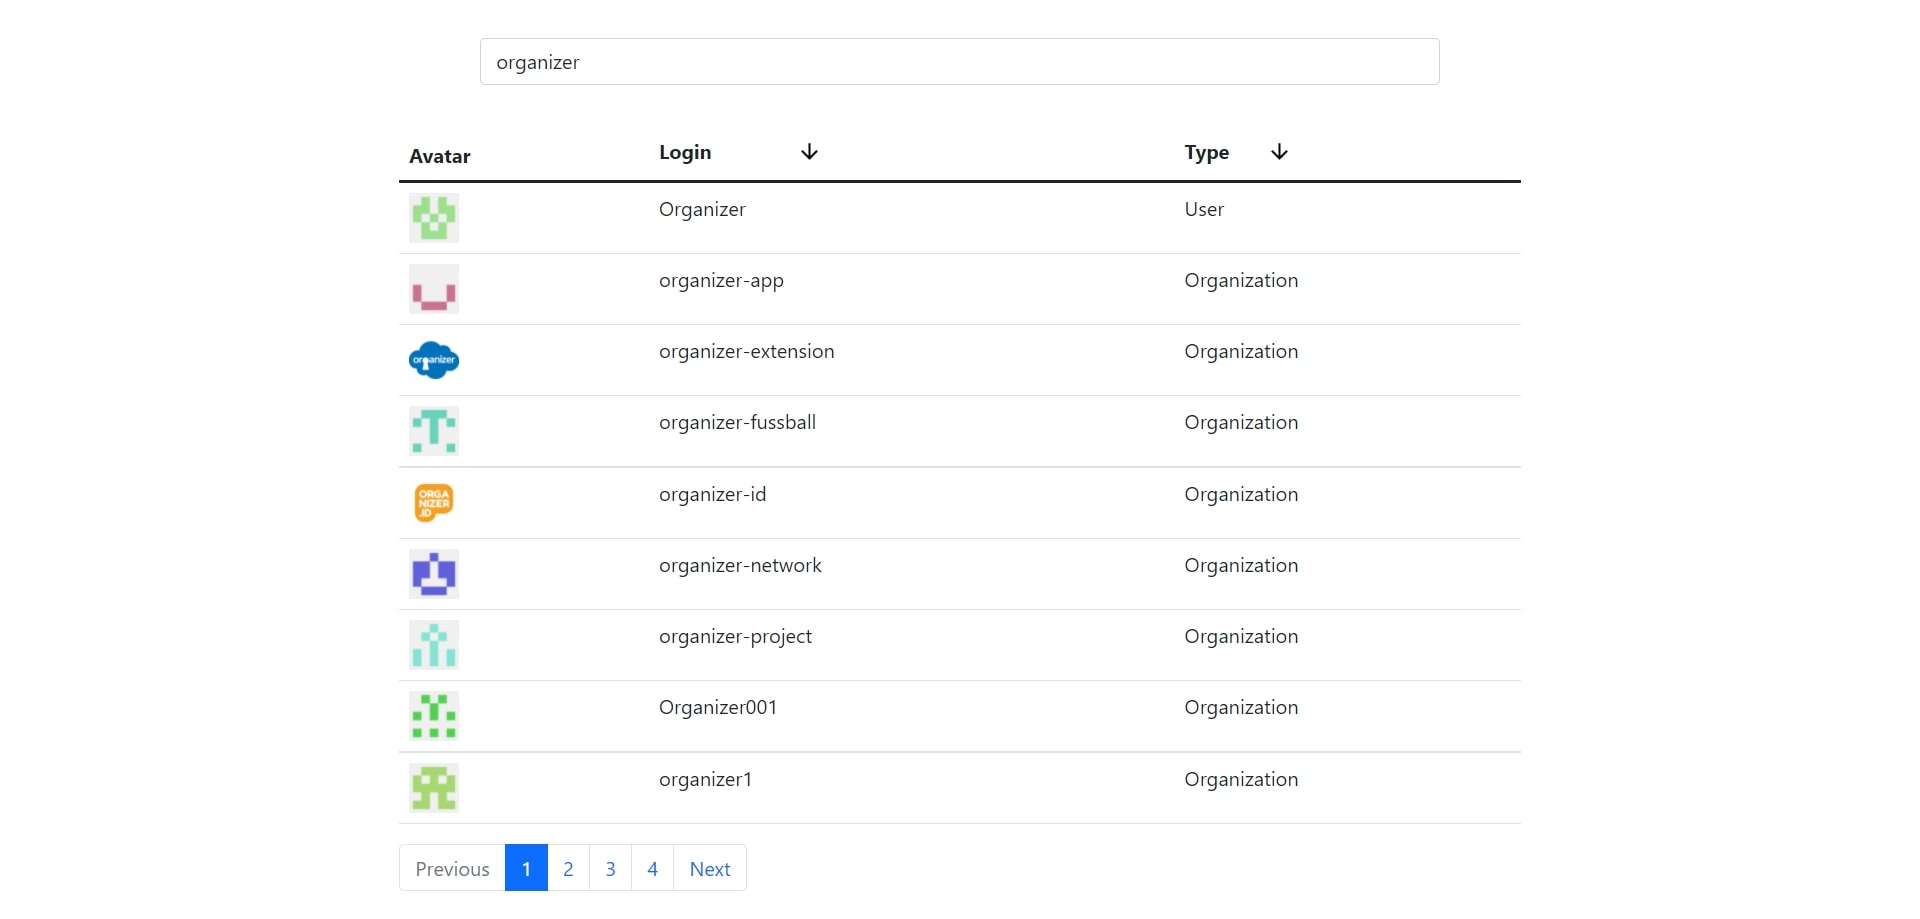 organizer
Avatar Login Type
Organizer User
organizer-app Organization
organizer
organizer-extension Organization
organizer-fussball Organization
ORGA
NIZER
.ID
organizer-id Organization
organizer-network Organization
organizer-project Organization
Organizer001 Organization
organizer1 Organization
Previous 1 2 3 4 Next